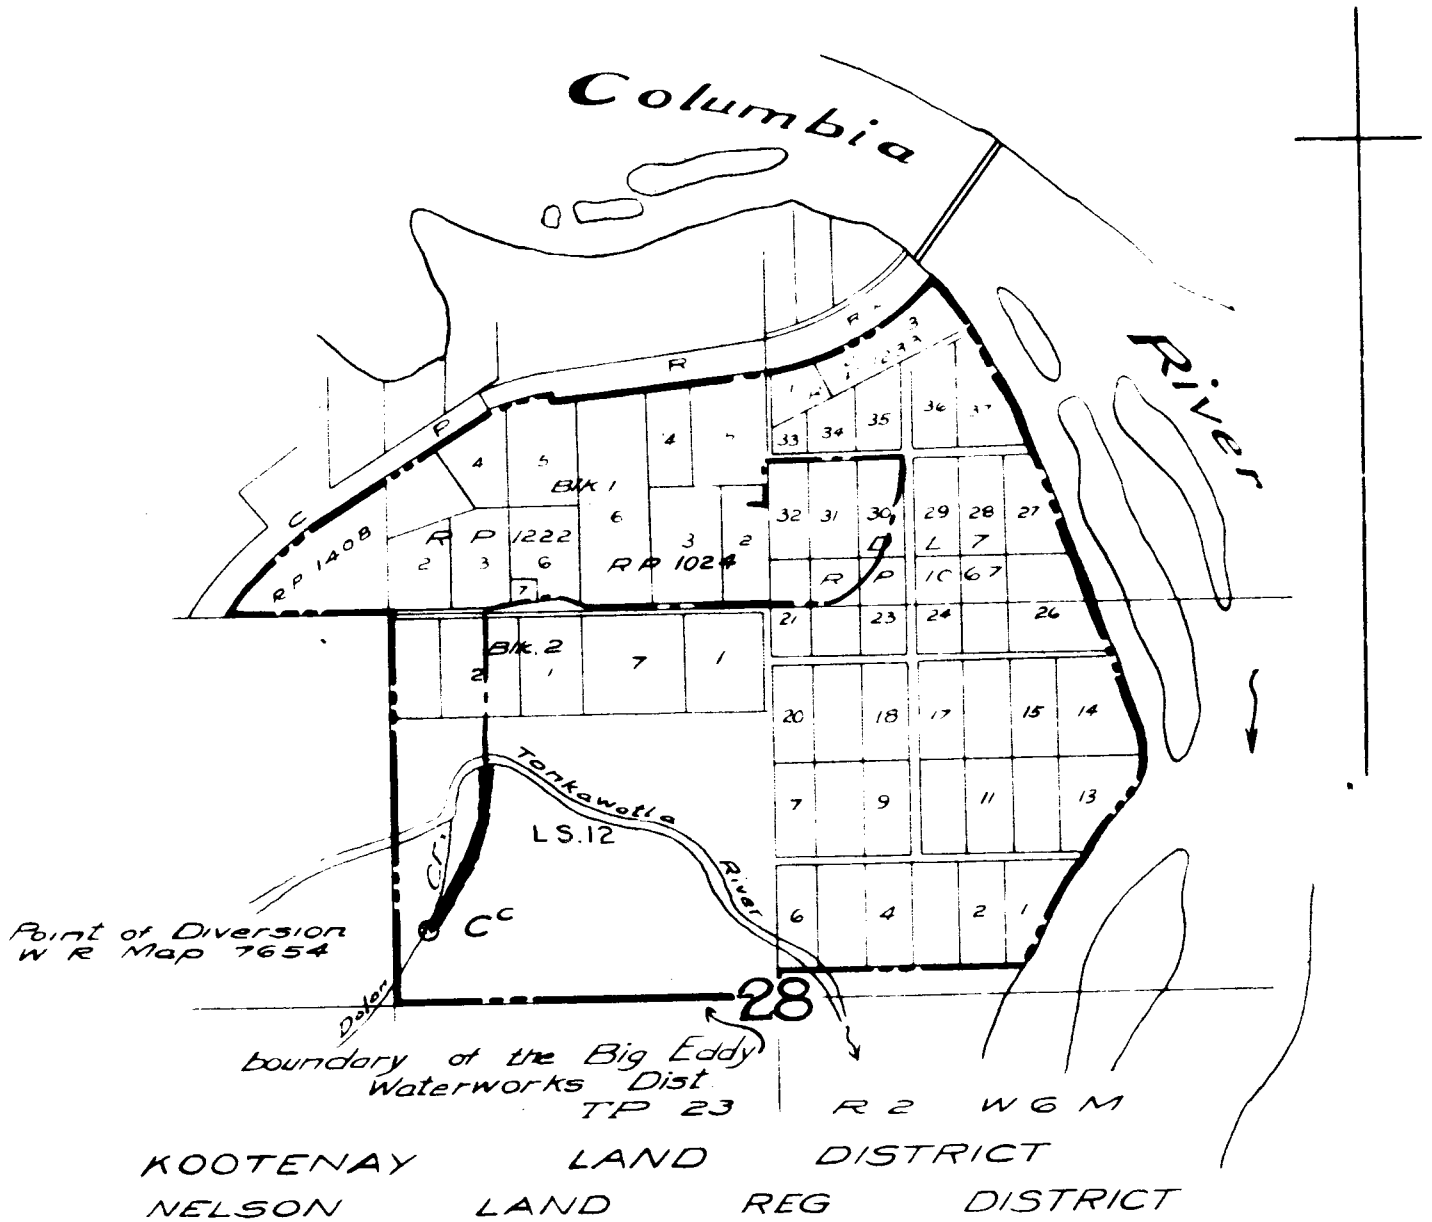 Columbia
River
C P R R
3
1
33 34 35 36 37
4 5 4 5
Blk 1
6
RP 1408
R P 1222
2 3 6
7
3 2
RP 1024
32 31 30 29 28 27
D L 7
R P 1067
21 23 24 26
Blk. 2
2 1 7 1
20 18 17 15 14
Tonkawatla
River
L S. 12
7 9 11 13
Cr.
6 4 2 1
Cc
Point of Diversion
W R Map 7654
Dolan
28
boundary of the Big Eddy
Waterworks Dist
TP 23 R 2 W 6 M
KOOTENAY LAND DISTRICT
NELSON LAND REG DISTRICT